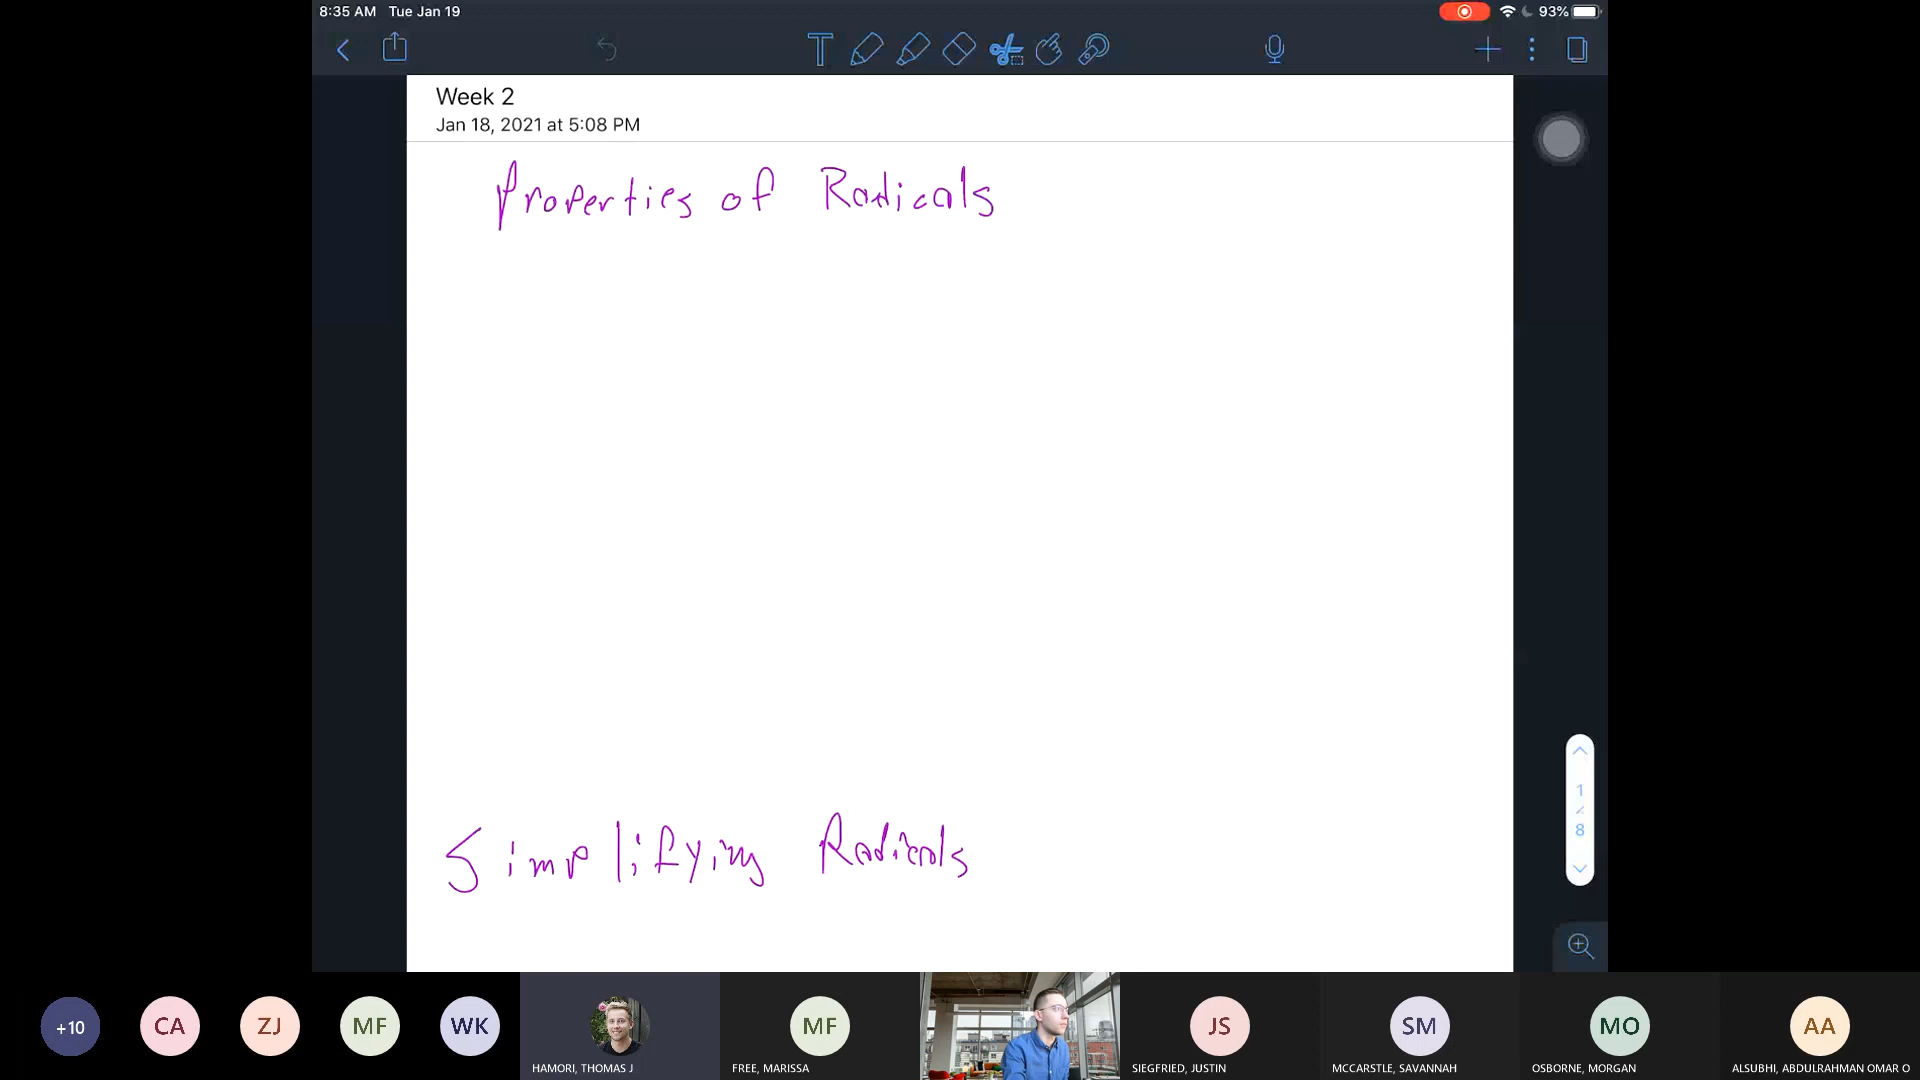 8:35 AM Tue Jan 19
93%
Week 2
Jan 18, 2021 at 5:08 PM
Properties of Radicals
Simplifying Radicals
1
8
+10
CA
ZJ
MF
WK
MF
JS
SM
MO
AA
HAMORI, THOMAS J
FREE, MARISSA
SIEGFRIED, JUSTIN
MCCARSTLE, SAVANNAH
OSBORNE, MORGAN
ALSUBHI, ABDULRAHMAN OMAR O